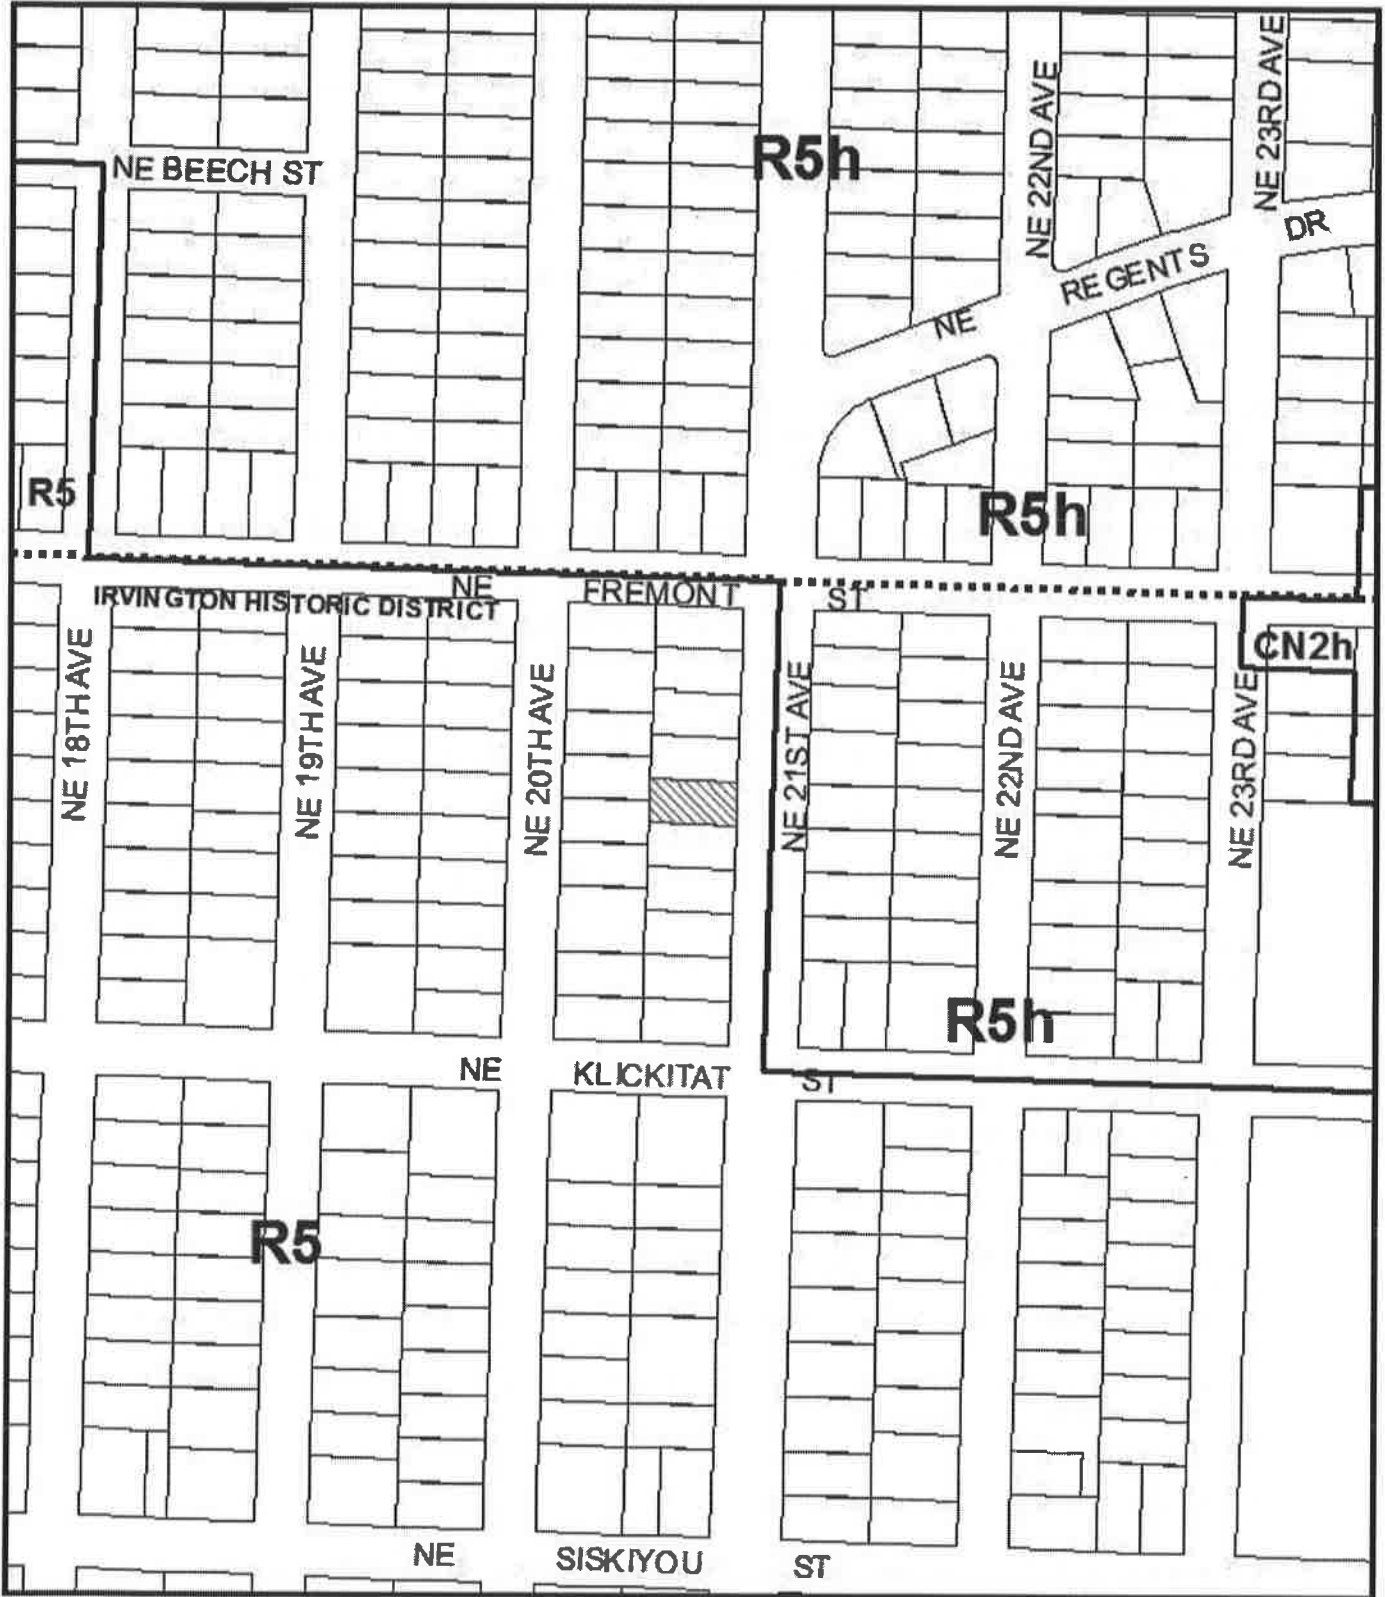 NE 23RD AVE
NE 22ND AVE
R5h
NE BEECH ST
DR
REGENTS
NE
R5
R5h
NE FREMONT ST
IRVINGTON HISTORIC DISTRICT
CN2h
NE 18TH AVE
NE 19TH AVE
NE 20TH AVE
NE 21ST AVE
NE 22ND AVE
NE 23RD AVE
R5h
NE KLICKITAT ST
R5
NE SISKIYOU ST